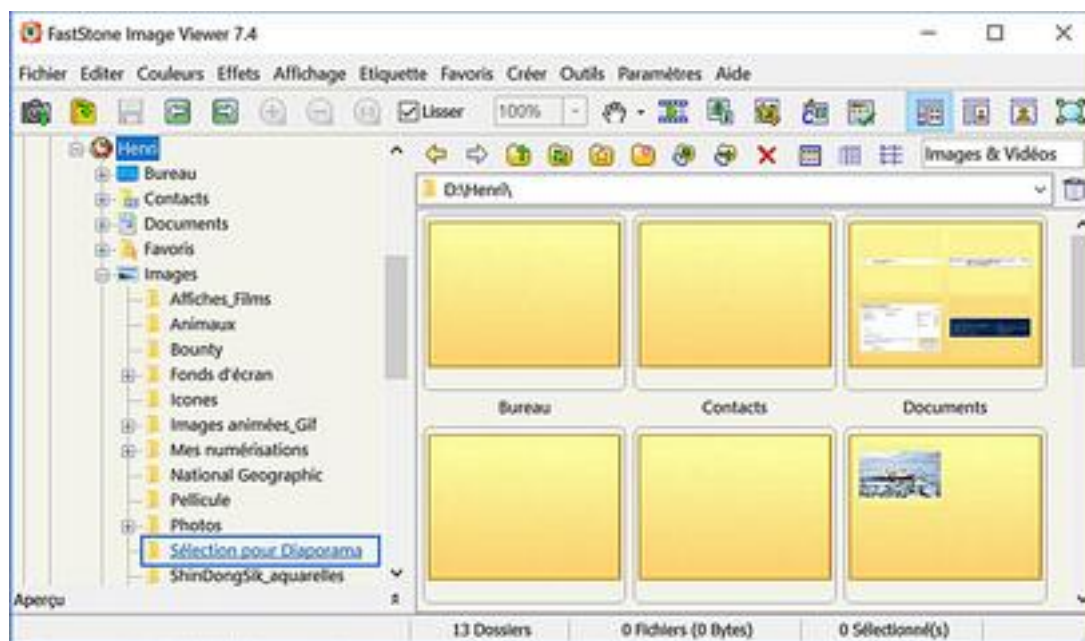 FastStone Image Viewer 7.4
Fichier Editer Couleurs Effets Affichage Etiquette Favoris Créer Outils Paramètres Aide
Lisser 100%
Henri
Images & Vidéos
Bureau
D:\Henri\
Contacts
Documents
Favoris
Images
Affiches_Films
Animaux
Bounty
Fonds d'écran
Icones
Images animées_Gif
Mes numérisations
National Geographic
Pellicule
Photos
Sélection pour Diaporama
ShinDongSik_aquarelles
Bureau Contacts Documents
Aperçu
13 Dossiers 0 Fichiers (0 Bytes) 0 Sélectionné(s)